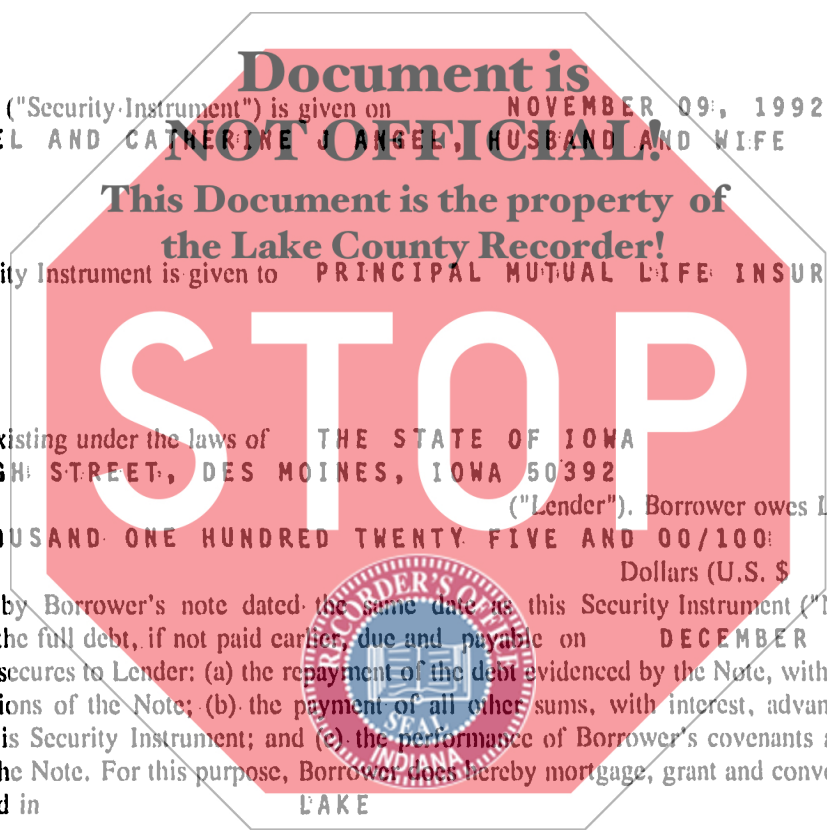 Document is
("Security Instrument") is given on NOVEMBER 09, 1992
EL AND CATHERINE J ANGEL, HUSBAND AND WIFE
NOT OFFICIAL!
This Document is the property of
the Lake County Recorder!
ity Instrument is given to PRINCIPAL MUTUAL LIFE INSUR
STOP
xisting under the laws of THE STATE OF IOWA
GH STREET, DES MOINES, IOWA 50392
("Lender"). Borrower owes L
OUSAND ONE HUNDRED TWENTY FIVE AND 00/100
Dollars (U.S. $
by Borrower's note dated the same date as this Security Instrument ("N
the full debt, if not paid earlier, due and payable on DECEMBER
secures to Lender: (a) the repayment of the debt evidenced by the Note, with
ions of the Note; (b) the payment of all other sums, with interest, advan
is Security Instrument; and (c) the performance of Borrower's covenants a
he Note. For this purpose, Borrower does hereby mortgage, grant and conve
d in LAKE
RECORDER'S OFFICE
SEAL
INDIANA